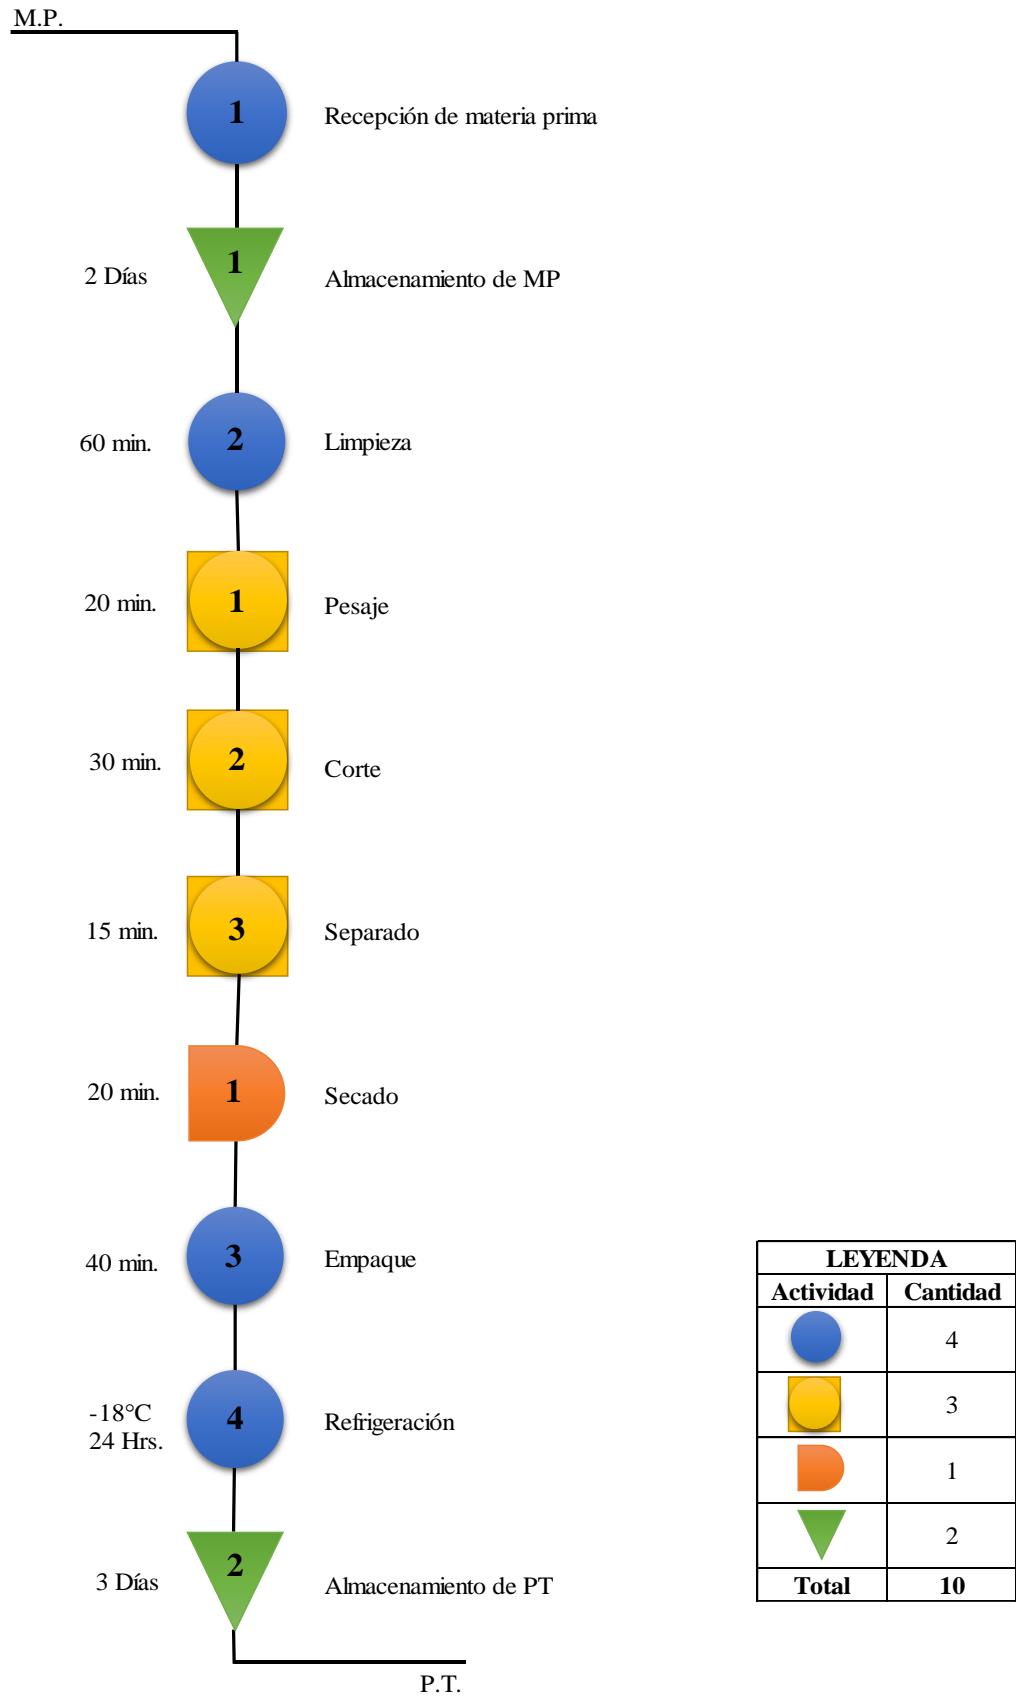 M.P.
1
Recepción de materia prima
2 Días
1
Almacenamiento de MP
60 min.
2
Limpieza
20 min.
1
Pesaje
30 min.
2
Corte
15 min.
3
Separado
20 min.
1
Secado
40 min.
3
Empaque
-18°C
24 Hrs.
4
Refrigeración
3 Días
2
Almacenamiento de PT
P.T.
LEYENDA
Actividad Cantidad
4
3
1
2
Total 10